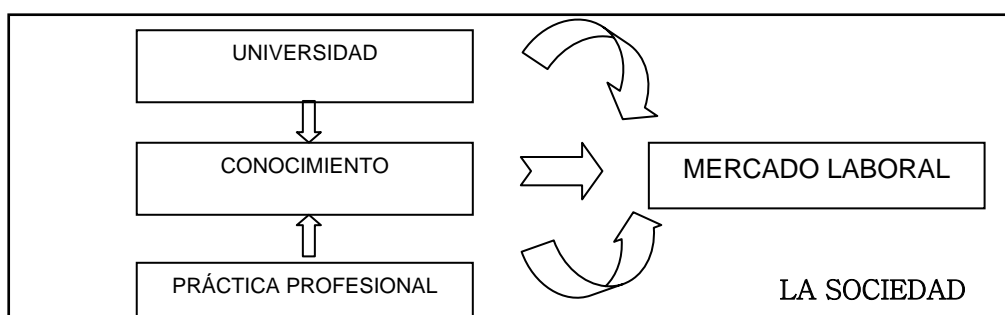 UNIVERSIDAD
CONOCIMIENTO
PRÁCTICA PROFESIONAL
MERCADO LABORAL
LA SOCIEDAD